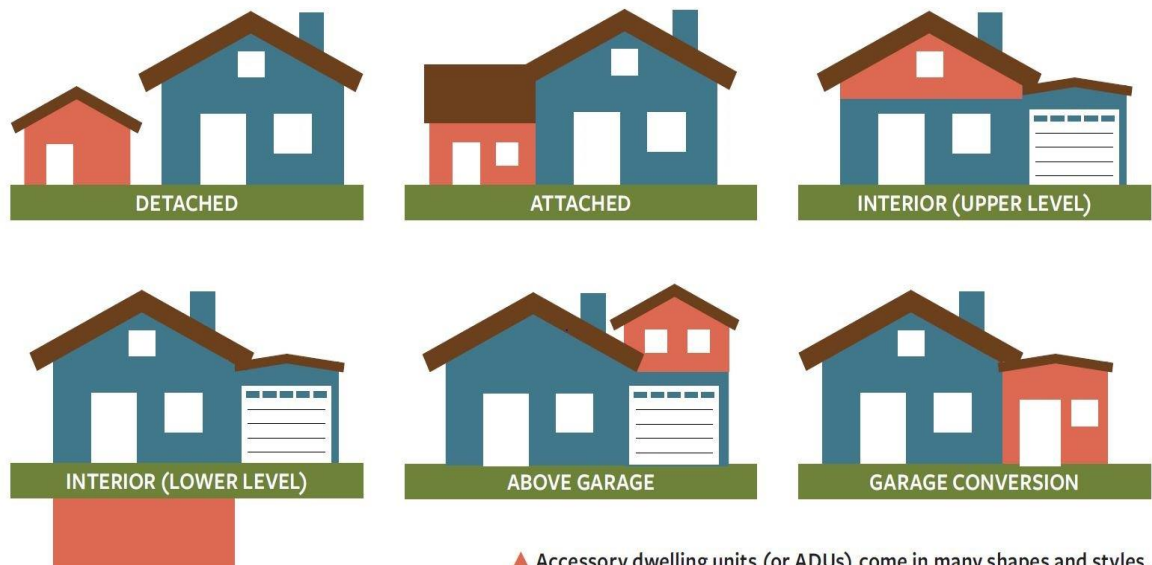 DETACHED
ATTACHED
INTERIOR (UPPER LEVEL)
INTERIOR (LOWER LEVEL)
ABOVE GARAGE
GARAGE CONVERSION
▲ Accessory dwelling units (or ADUs) come in many shapes and styles.